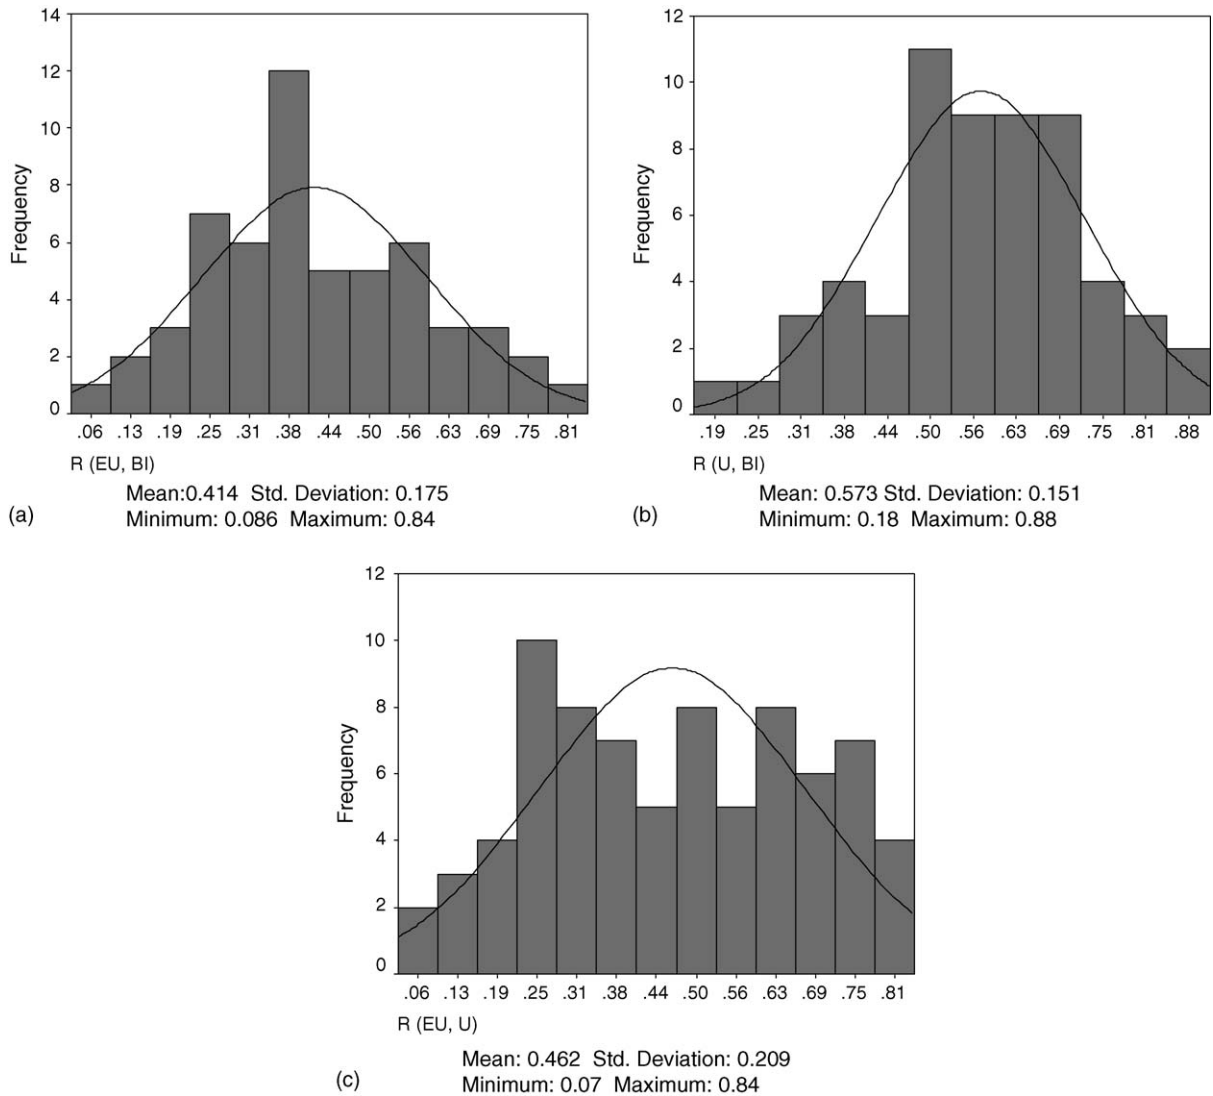 14
12
10
8
6
4
2
0
Frequency
.06 .13 .19 .25 .31 .38 .44 .50 .56 .63 .69 .75 .81
R (EU, BI)
Mean:0.414 Std. Deviation: 0.175
Minimum: 0.086 Maximum: 0.84
(a)
12
10
8
6
4
2
0
Frequency
.19 .25 .31 .38 .44 .50 .56 .63 .69 .75 .81 .88
R (U, BI)
Mean: 0.573 Std. Deviation: 0.151
Minimum: 0.18 Maximum: 0.88
(b)
12
10
8
6
4
2
0
Frequency
.06 .13 .19 .25 .31 .38 .44 .50 .56 .63 .69 .75 .81
R (EU, U)
Mean: 0.462 Std. Deviation: 0.209
Minimum: 0.07 Maximum: 0.84
(c)